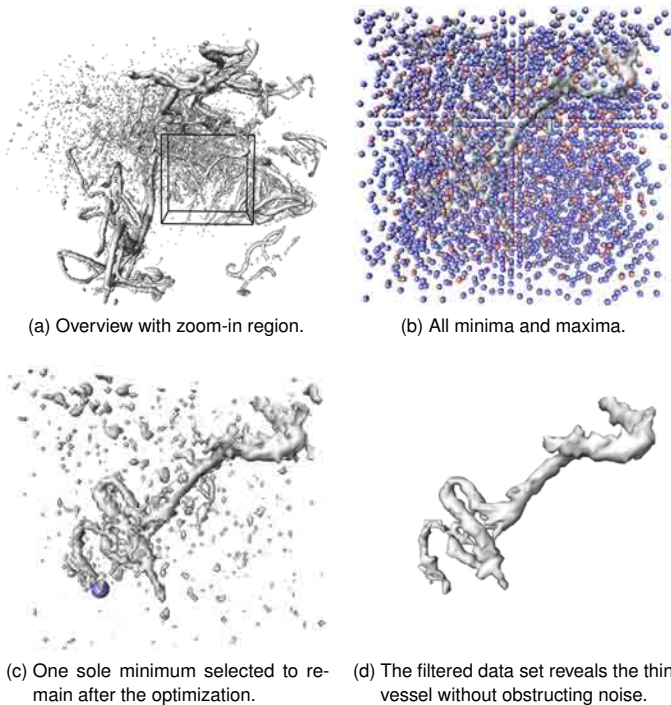 (a) Overview with zoom-in region.
(b) All minima and maxima.
(c) One sole minimum selected to re-
main after the optimization.
(d) The filtered data set reveals the thin
vessel without obstructing noise.